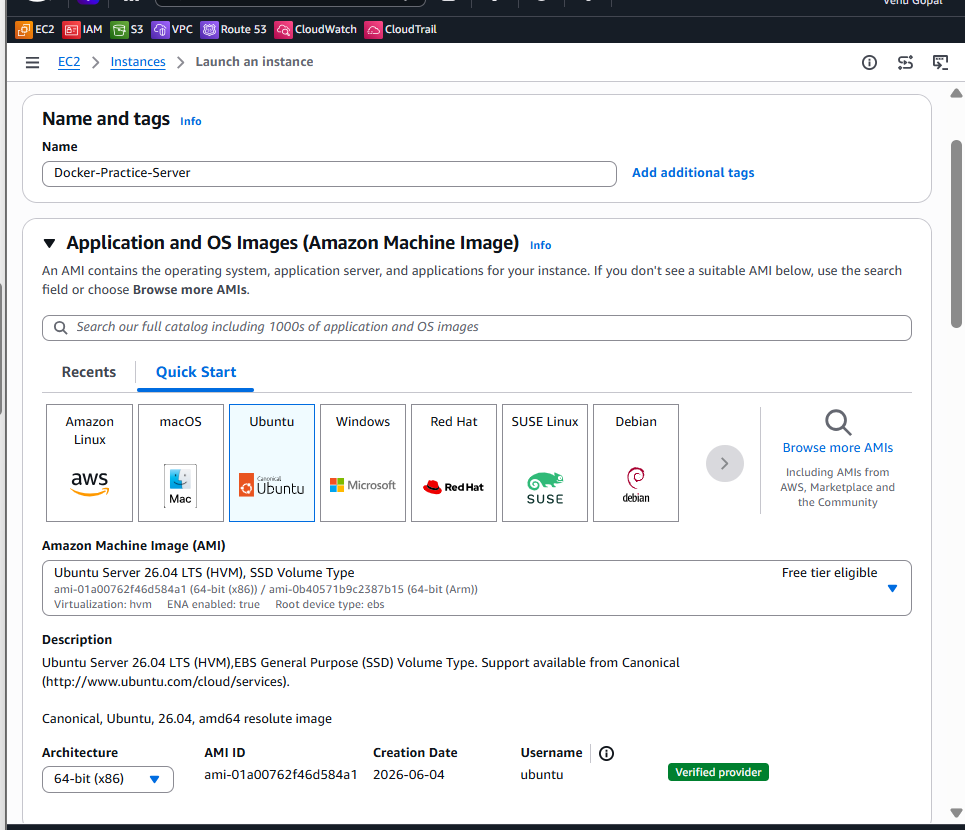 Venu Gopal
EC2 IAM S3 VPC Route 53 CloudWatch CloudTrail
EC2 Instances Launch an instance
Name and tags Info
Name
Docker-Practice-Server Add additional tags
Application and OS Images (Amazon Machine Image) Info
An AMI contains the operating system, application server, and applications for your instance. If you don't see a suitable AMI below, use the search
field or choose Browse more AMIs.
Search our full catalog including 1000s of application and OS images
Recents Quick Start
Amazon
Linux
aws
macOS
Mac
Ubuntu
Canonical
Ubuntu
Windows
Microsoft
Red Hat
Red Hat
SUSE Linux
SUSE
Debian
debian
Browse more AMIs
Including AMIs from
AWS, Marketplace and
the Community
Amazon Machine Image (AMI)
Ubuntu Server 26.04 LTS (HVM), SSD Volume Type Free tier eligible
ami-01a00762f46d584a1 (64-bit (x86)) / ami-0b40571b9c2387b15 (64-bit (Arm))
Virtualization: hvm ENA enabled: true Root device type: ebs
Description
Ubuntu Server 26.04 LTS (HVM),EBS General Purpose (SSD) Volume Type. Support available from Canonical
(http://www.ubuntu.com/cloud/services).
Canonical, Ubuntu, 26.04, amd64 resolute image
Architecture AMI ID Creation Date Username
64-bit (x86) ami-01a00762f46d584a1 2026-06-04 ubuntu Verified provider